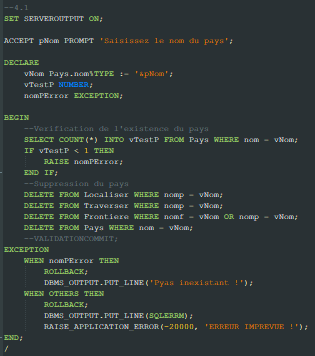 --4.1
SET SERVEROUTPUT ON;
ACCEPT pNom PROMPT 'Saisissez le nom du pays';
DECLARE
vNom Pays.nom%TYPE := '&pNom';
vTestP NUMBER;
nomPError EXCEPTION;
BEGIN
--Verification de l'existence du pays
SELECT COUNT(*) INTO vTestP FROM Pays WHERE nom = vNom;
IF vTestP < 1 THEN
RAISE nomPError;
END IF;
--Suppression du pays
DELETE FROM Localiser WHERE nomp = vNom;
DELETE FROM Traverser WHERE nomp = vNom;
DELETE FROM Frontiere WHERE nomf = vNom OR nomp = vNom;
DELETE FROM Pays WHERE nom = vNom;
--VALIDATIONCOMMIT;
EXCEPTION
WHEN nomPError THEN
ROLLBACK;
DBMS_OUTPUT.PUT_LINE('Pyas inexistant !');
WHEN OTHERS THEN
ROLLBACK;
DBMS_OUTPUT.PUT_LINE(SQLERRM);
RAISE_APPLICATION_ERROR(-20000, 'ERREUR IMPREVUE !');
END;
/